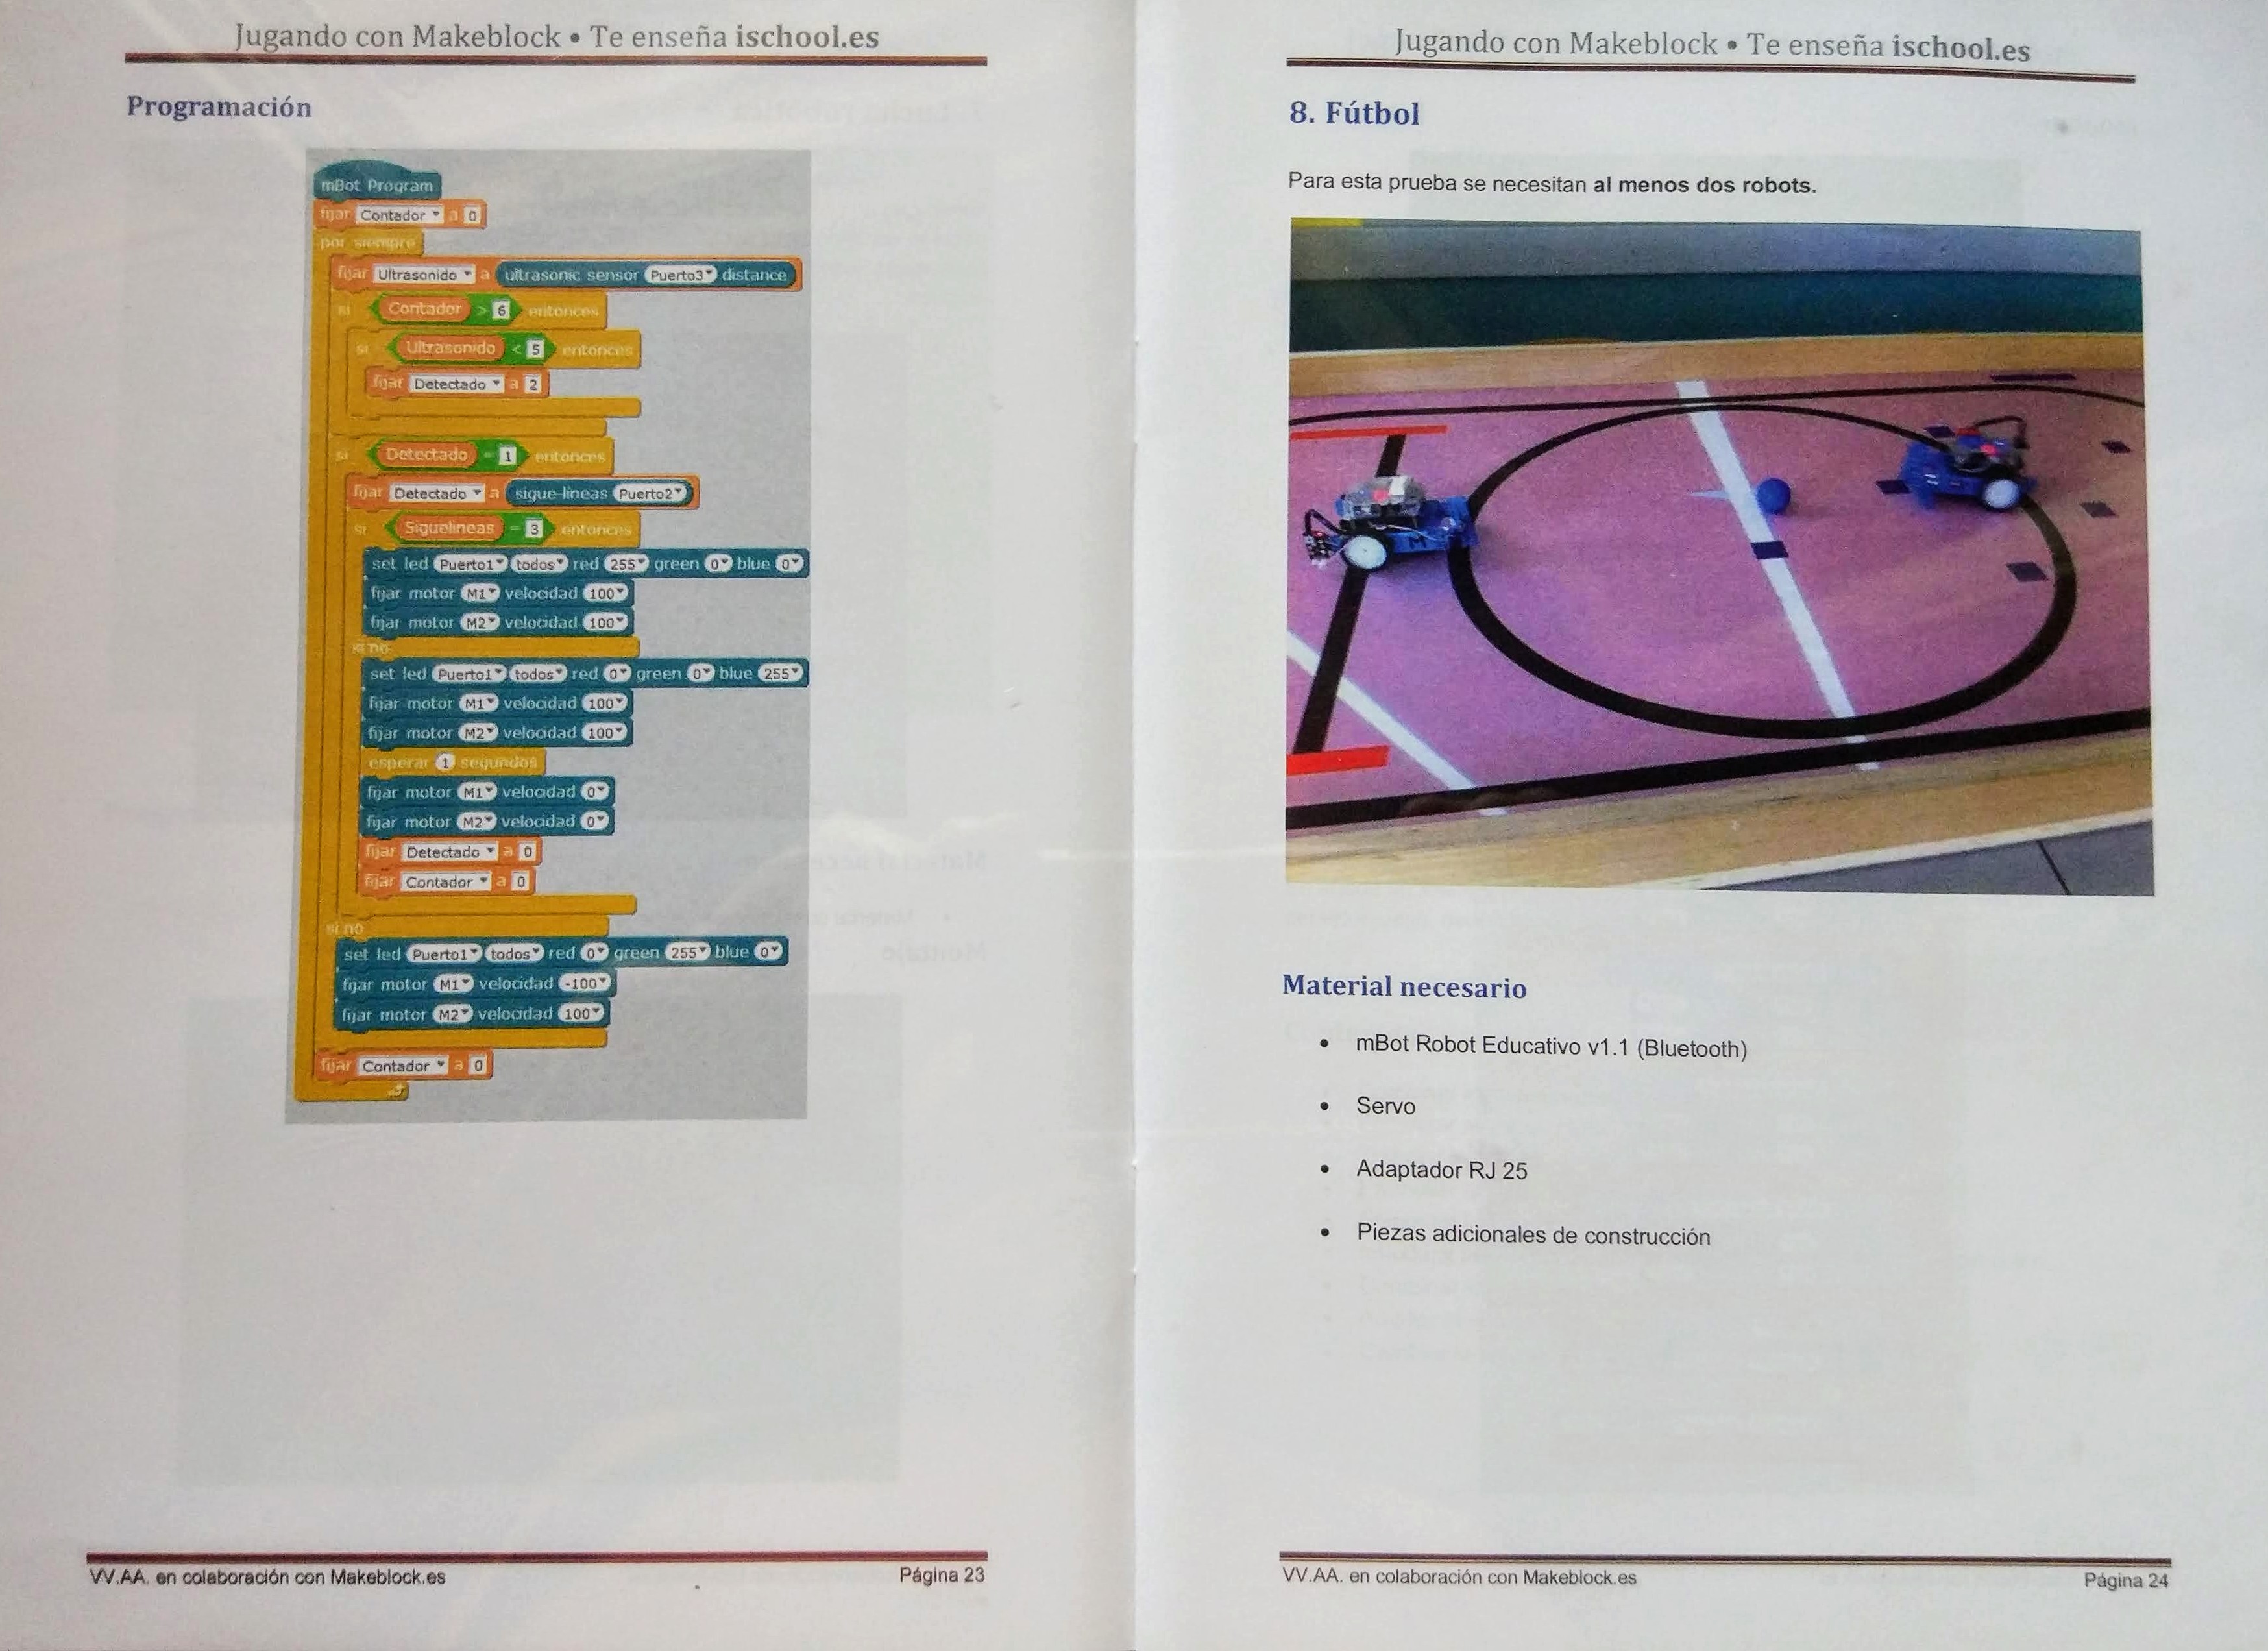 Jugando con Makeblock • Te enseña ischool.es
Programación
mBot Program
fijar Contador a 0
por siempre
fijar Ultrasonido a ultrasonic sensor Puerto3 distance
si Contador > 6 entonces
si Ultrasonido < 5 entonces
fijar Detectado a 2
si Detectado = 1 entonces
fijar Detectado a sigue-lineas Puerto2
si Siguelineas = 3 entonces
set led Puerto1 todos red 255 green 0 blue 0
fijar motor M1 velocidad 100
fijar motor M2 velocidad 100
si no
set led Puerto1 todos red 0 green 0 blue 255
fijar motor M1 velocidad 100
fijar motor M2 velocidad 100
esperar 1 segundos
fijar motor M1 velocidad 0
fijar motor M2 velocidad 0
fijar Detectado a 0
fijar Contador a 0
si no
set led Puerto1 todos red 0 green 255 blue 0
fijar motor M1 velocidad -100
fijar motor M2 velocidad 100
fijar Contador a 0
VV.AA. en colaboración con Makeblock.es Página 23
Jugando con Makeblock • Te enseña ischool.es
8. Fútbol
Para esta prueba se necesitan al menos dos robots.
Material necesario
• mBot Robot Educativo v1.1 (Bluetooth)
• Servo
• Adaptador RJ 25
• Piezas adicionales de construcción
VV.AA. en colaboración con Makeblock.es Página 24